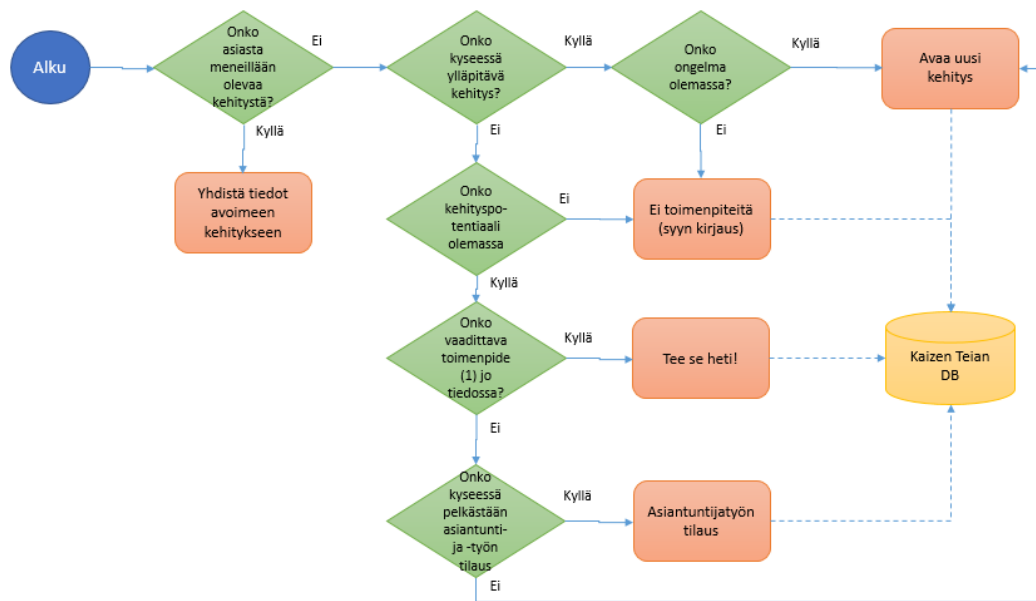 Alku
Onko
asiasta
meneillään
olevaa
kehitystä?
Ei
Kyllä
Yhdistä tiedot
avoimeen
kehitykseen
Onko
kyseessä
ylläpitävä
kehitys?
Kyllä
Ei
Onko
ongelma
olemassa?
Kyllä
Ei
Avaa uusi
kehitys
Onko
kehityspo-
tentiaali
olemassa
Ei
Kyllä
Ei toimenpiteitä
(syyn kirjaus)
Onko
vaadittava
toimenpide
(1) jo
tiedossa?
Kyllä
Ei
Tee se heti!
Kaizen Teian
DB
Onko
kyseessä
pelkästään
asiantunti-
ja -työn
tilaus
Kyllä
Ei
Asiantuntijatyön
tilaus